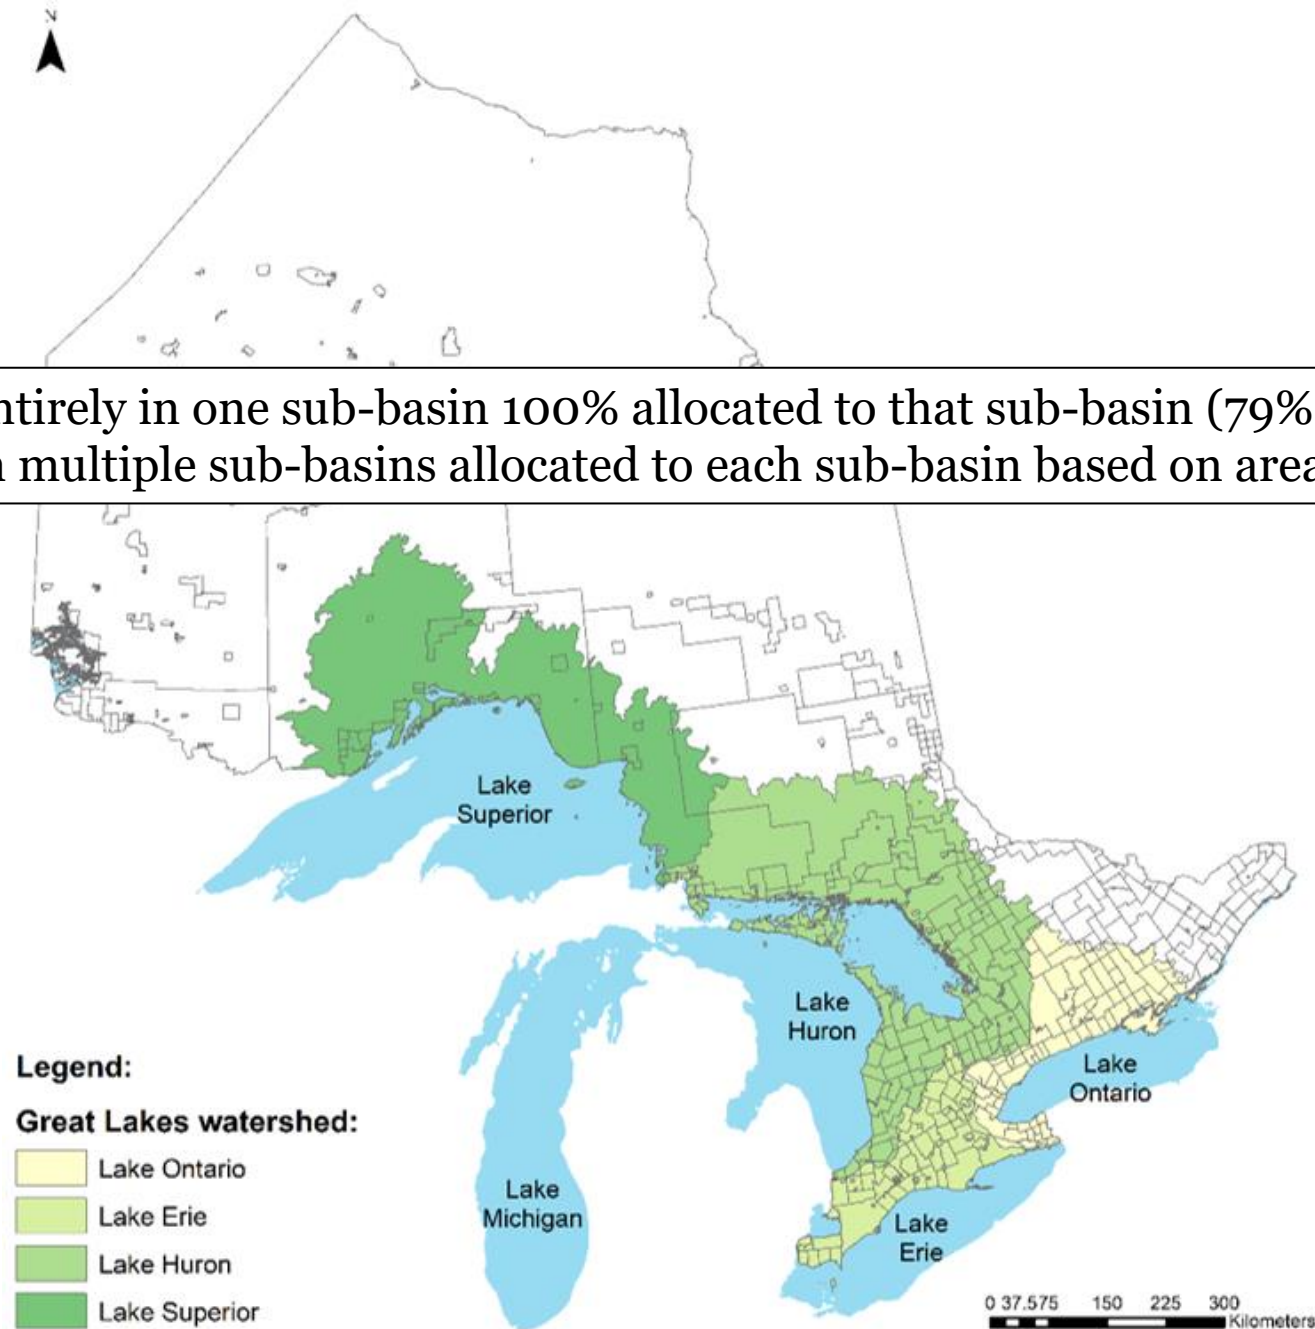 N
ntirely in one sub-basin 100% allocated to that sub-basin (79%
multiple sub-basins allocated to each sub-basin based on area
Lake
Superior
Lake
Huron
Lake
Ontario
Legend:
Great Lakes watershed:
Lake Ontario
Lake Erie
Lake Huron
Lake Superior
Lake
Michigan
Lake
Erie
0 37.575 150 225 300
Kilometers